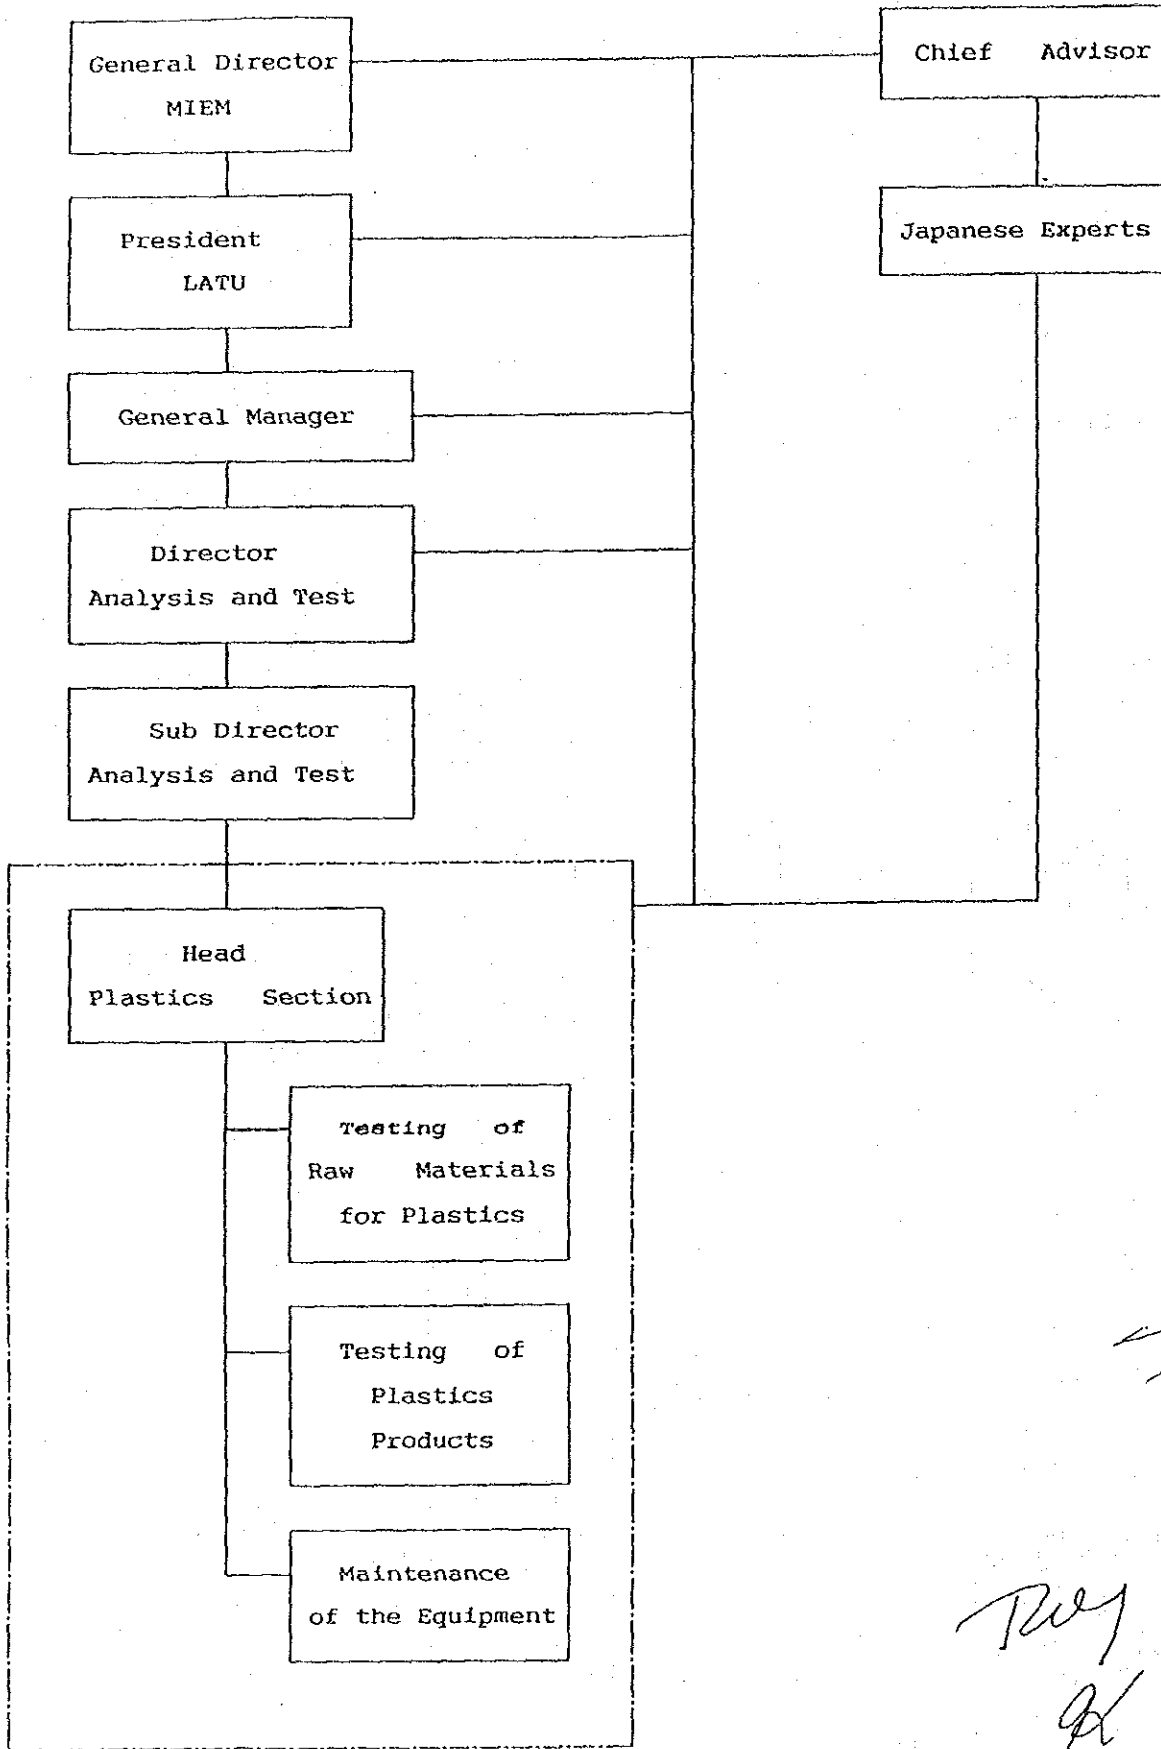 General Director
MIEM
Chief Advisor
President
LATU
Japanese Experts
General Manager
Director
Analysis and Test
Sub Director
Analysis and Test
Head
Plastics Section
Testing of
Raw Materials
for Plastics
Testing of
Plastics
Products
Maintenance
of the Equipment